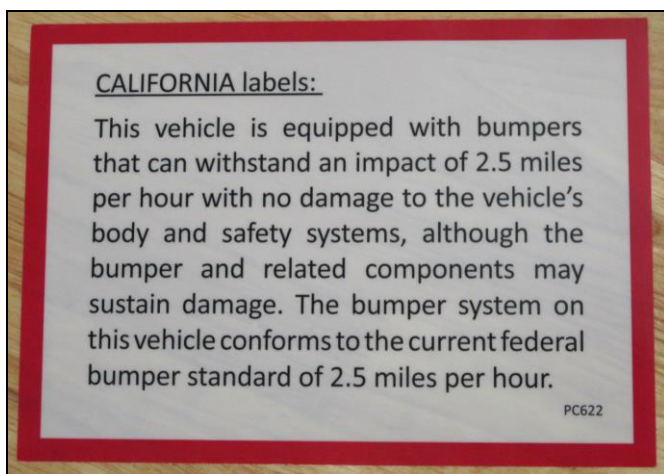 CALIFORNIA labels:
This vehicle is equipped with bumpers
that can withstand an impact of 2.5 miles
per hour with no damage to the vehicle's
body and safety systems, although the
bumper and related components may
sustain damage. The bumper system on
this vehicle conforms to the current federal
bumper standard of 2.5 miles per hour.
PC622